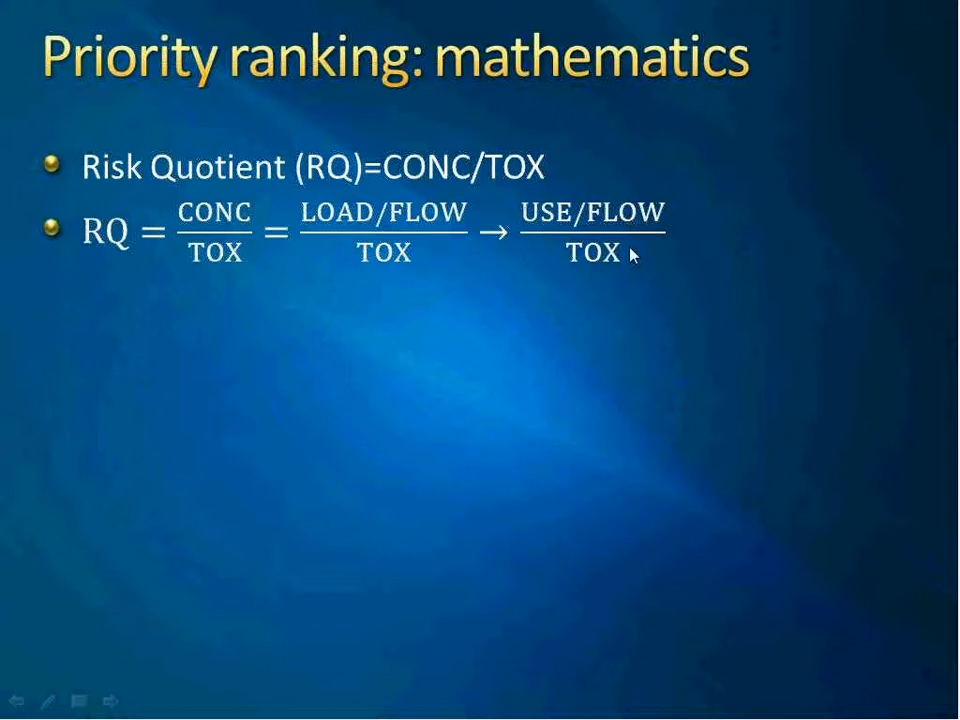 Priority ranking: mathematics
Risk Quotient (RQ)=CONC/TOX
RQ = CONC/TOX = LOAD/FLOW/TOX → USE/FLOW/TOX